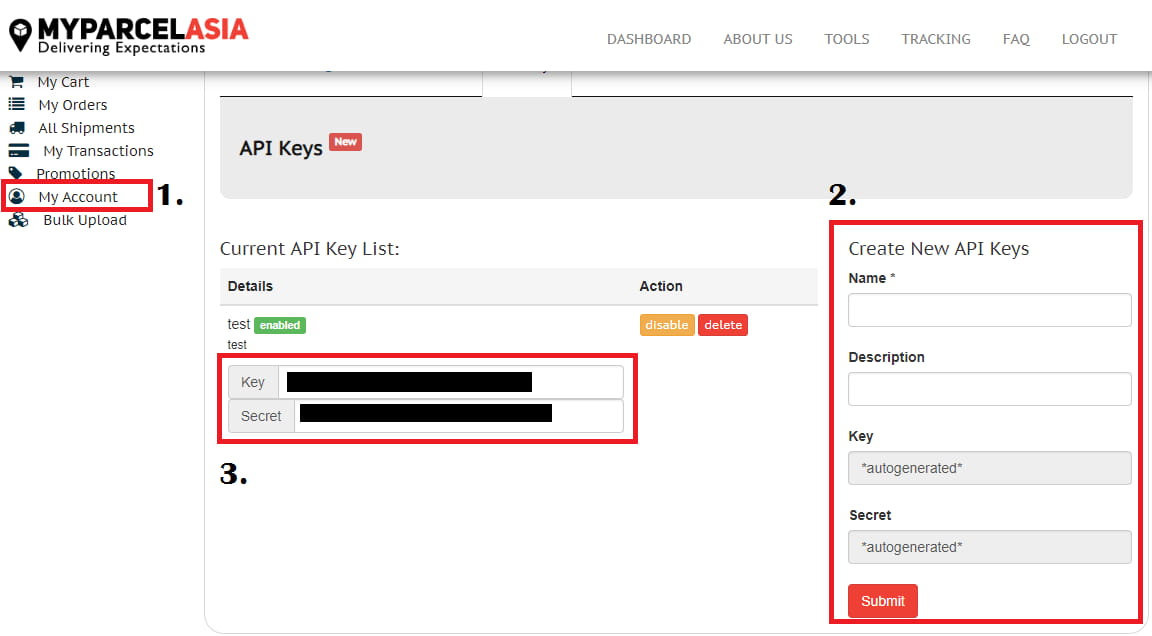 MYPARCELASIA
Delivering Expectations
DASHBOARD ABOUT US TOOLS TRACKING FAQ LOGOUT
My Cart
My Orders
All Shipments
My Transactions
Promotions
My Account
Bulk Upload
1.
API Keys New
2.
Current API Key List:
Details Action
test enabled disable delete
test
Key
Secret
3.
Create New API Keys
Name *
Description
Key
*autogenerated*
Secret
*autogenerated*
Submit